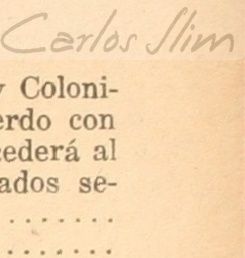 Carlos Slim
y Coloni-
erdo con
cederá al
ados se-
. . . . . . .
. . . . . . .